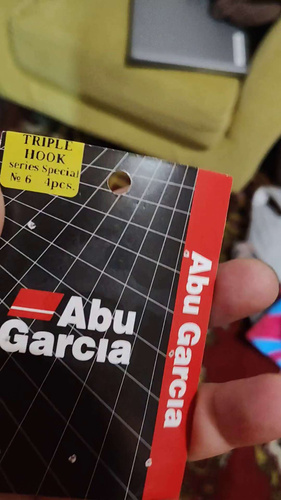 TRIPLE
HOOK
series Special
№ 6 4pcs.
Abu
Garcia
Abu Garcia